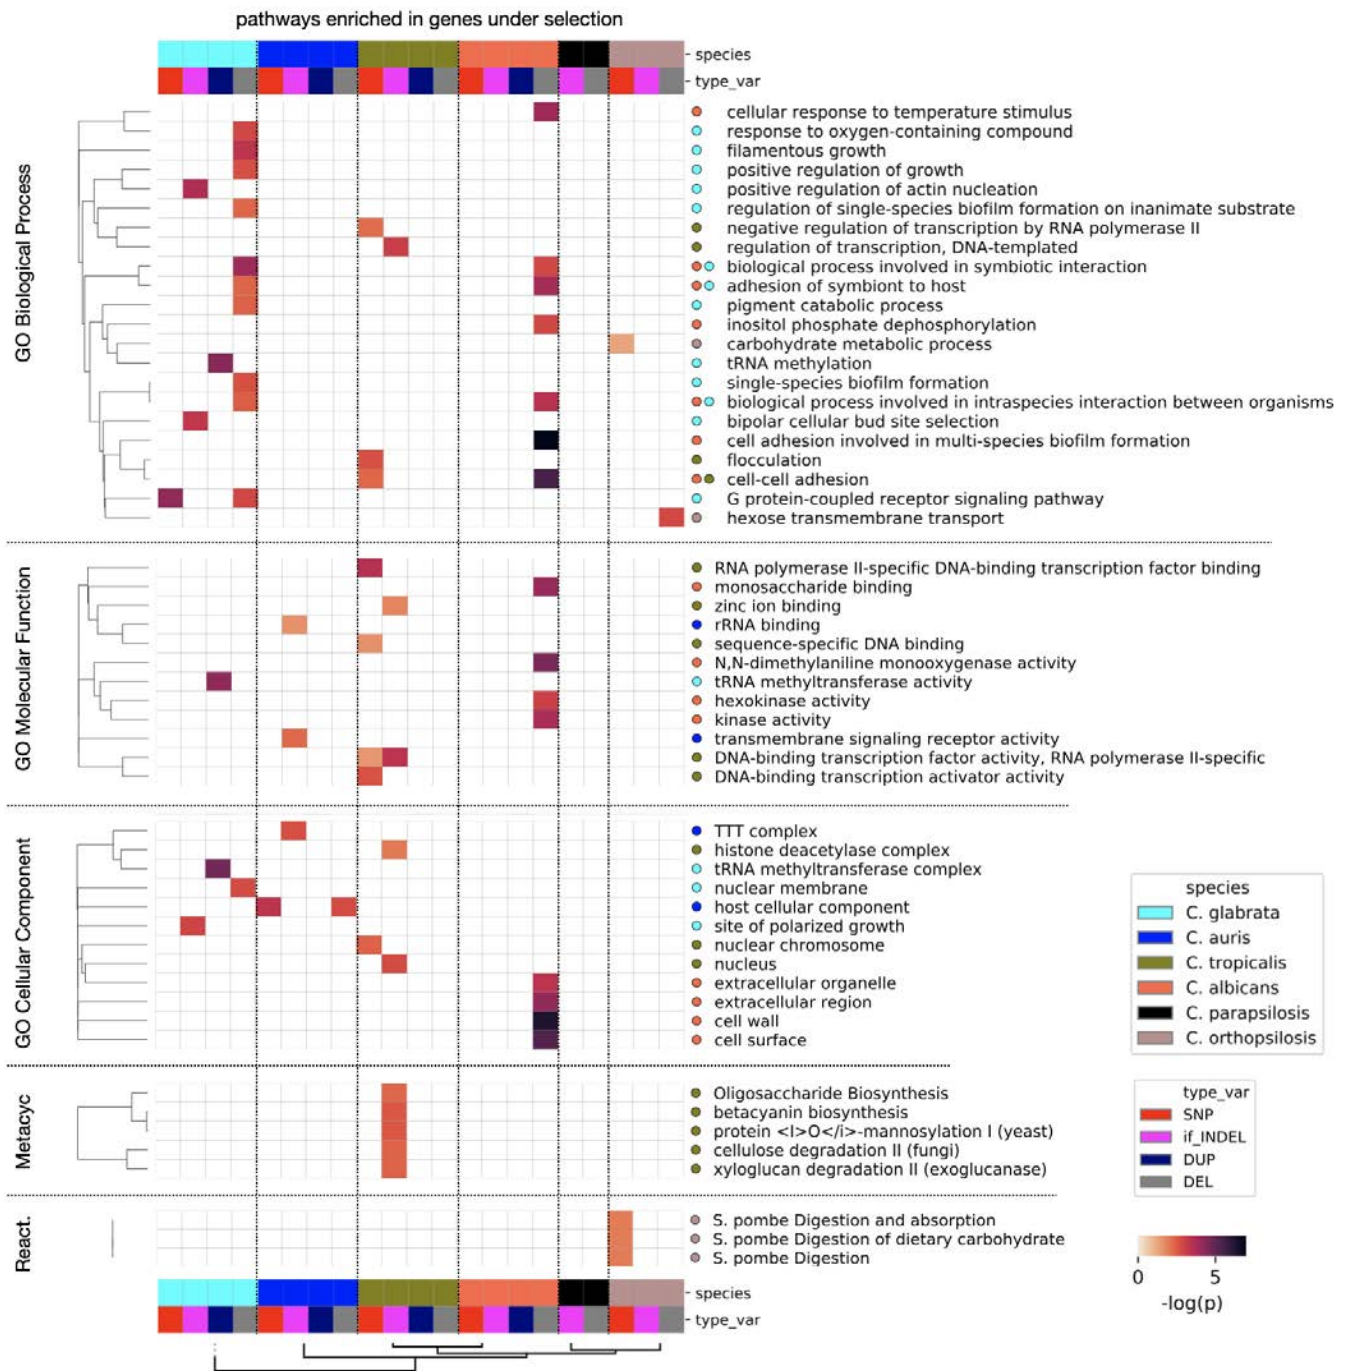 pathways enriched in genes under selection
species
type_var
GO Biological Process
cellular response to temperature stimulus
response to oxygen-containing compound
filamentous growth
positive regulation of growth
positive regulation of actin nucleation
regulation of single-species biofilm formation on inanimate substrate
negative regulation of transcription by RNA polymerase II
regulation of transcription, DNA-templated
biological process involved in symbiotic interaction
adhesion of symbiont to host
pigment catabolic process
inositol phosphate dephosphorylation
carbohydrate metabolic process
tRNA methylation
single-species biofilm formation
biological process involved in intraspecies interaction between organisms
bipolar cellular bud site selection
cell adhesion involved in multi-species biofilm formation
flocculation
cell-cell adhesion
G protein-coupled receptor signaling pathway
hexose transmembrane transport
GO Molecular Function
RNA polymerase II-specific DNA-binding transcription factor binding
monosaccharide binding
zinc ion binding
rRNA binding
sequence-specific DNA binding
N,N-dimethylaniline monooxygenase activity
tRNA methyltransferase activity
hexokinase activity
kinase activity
transmembrane signaling receptor activity
DNA-binding transcription factor activity, RNA polymerase II-specific
DNA-binding transcription activator activity
GO Cellular Component
TTT complex
histone deacetylase complex
tRNA methyltransferase complex
nuclear membrane
host cellular component
site of polarized growth
nuclear chromosome
nucleus
extracellular organelle
extracellular region
cell wall
cell surface
Metacyc
Oligosaccharide Biosynthesis
betacyanin biosynthesis
protein <I>O</i>-mannosylation I (yeast)
cellulose degradation II (fungi)
xyloglucan degradation II (exoglucanase)
React.
S. pombe Digestion and absorption
S. pombe Digestion of dietary carbohydrate
S. pombe Digestion
species
type_var
species
C. glabrata
C. auris
C. tropicalis
C. albicans
C. parapsilosis
C. orthopsilosis
type_var
SNP
if_INDEL
DUP
DEL
0 5
-log(p)